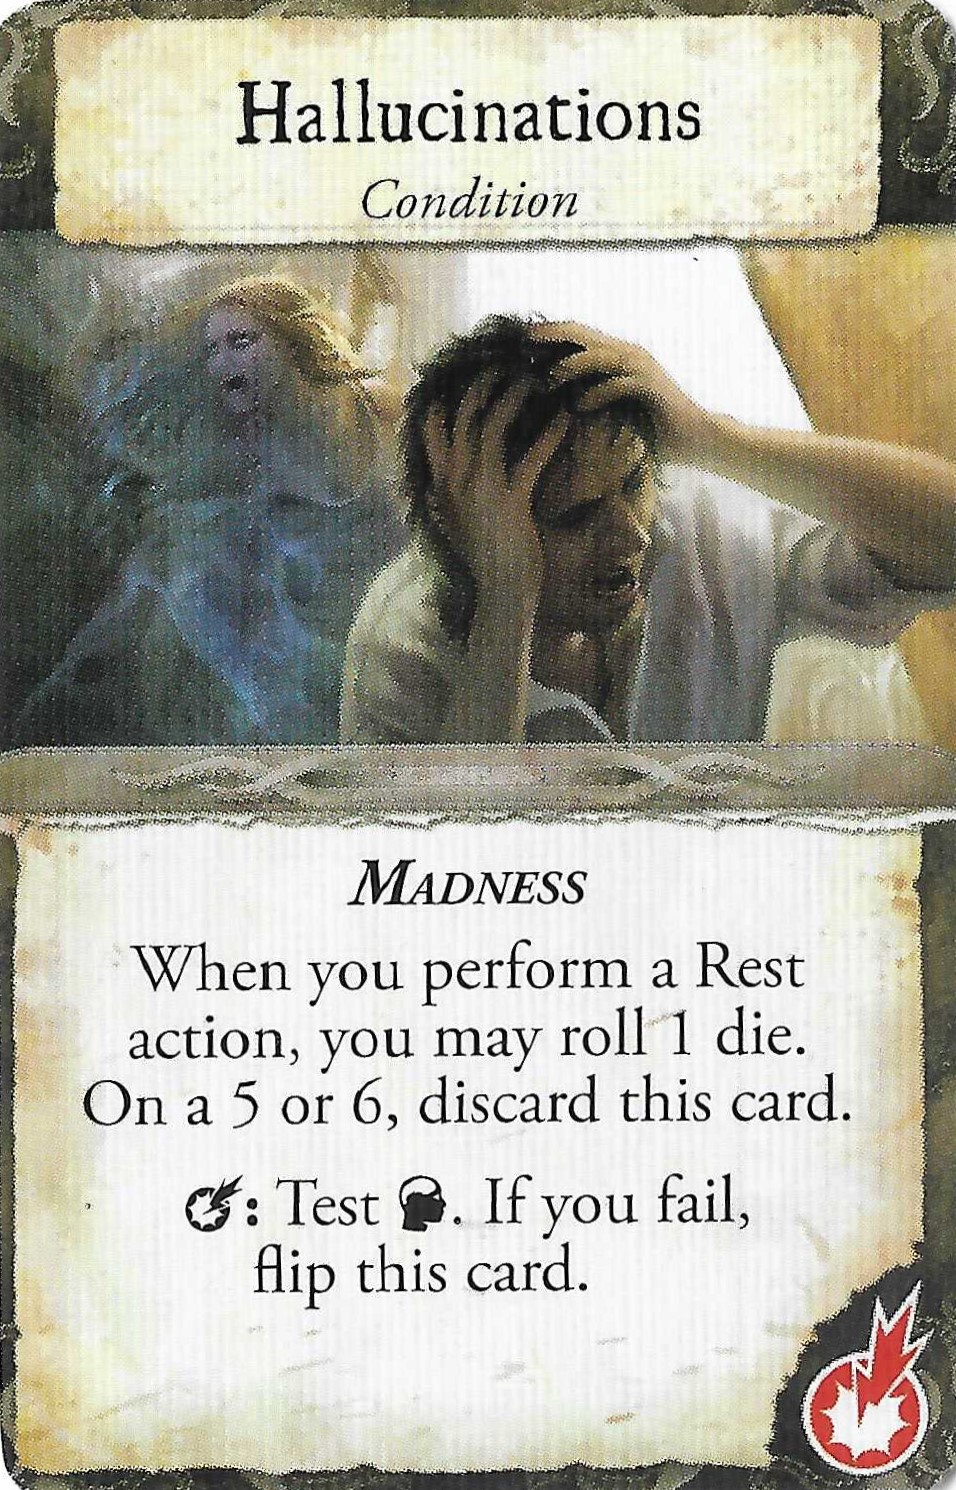 Hallucinations
Condition
MADNESS
When you perform a Rest
action, you may roll 1 die.
On a 5 or 6, discard this card.
: Test . If you fail,
flip this card.